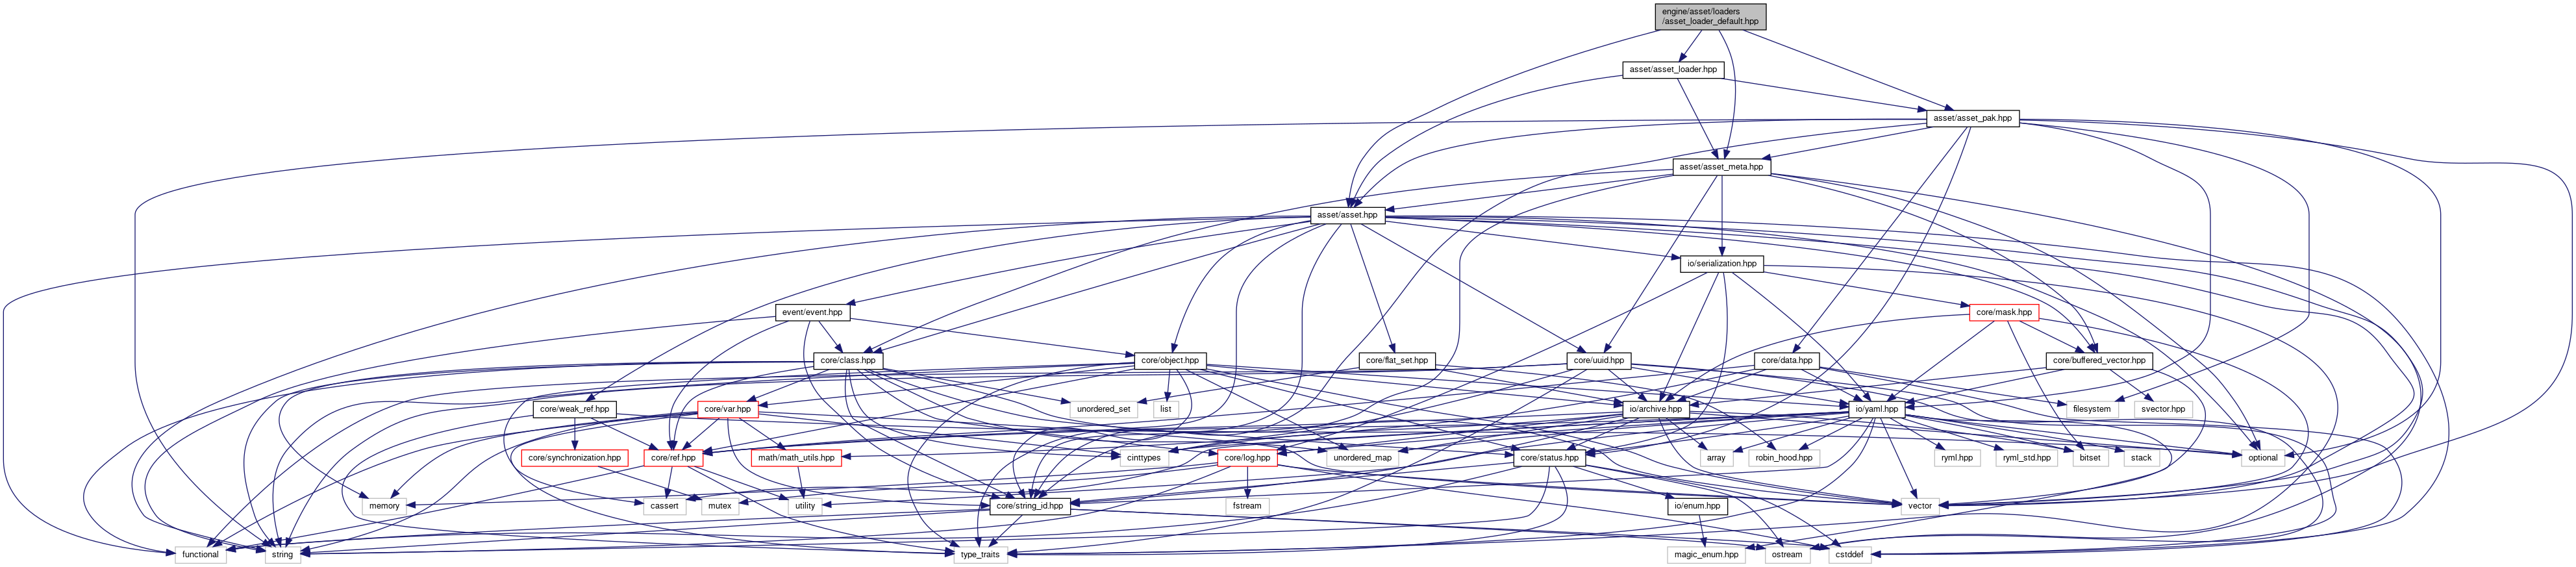 engine/asset/loaders
/asset_loader_default.hpp
asset/asset_loader.hpp
asset/asset_pak.hpp
asset/asset_meta.hpp
asset/asset.hpp
io/serialization.hpp
event/event.hpp
core/mask.hpp
core/class.hpp
core/object.hpp
core/flat_set.hpp
core/uuid.hpp
core/data.hpp
core/buffered_vector.hpp
core/weak_ref.hpp
core/var.hpp
unordered_set
list
io/archive.hpp
io/yaml.hpp
filesystem
svector.hpp
core/synchronization.hpp
core/ref.hpp
math/math_utils.hpp
cinttypes
core/log.hpp
unordered_map
core/status.hpp
array
robin_hood.hpp
ryml.hpp
ryml_std.hpp
bitset
stack
optional
memory
cassert
mutex
utility
core/string_id.hpp
fstream
io/enum.hpp
vector
functional
string
type_traits
magic_enum.hpp
ostream
cstddef